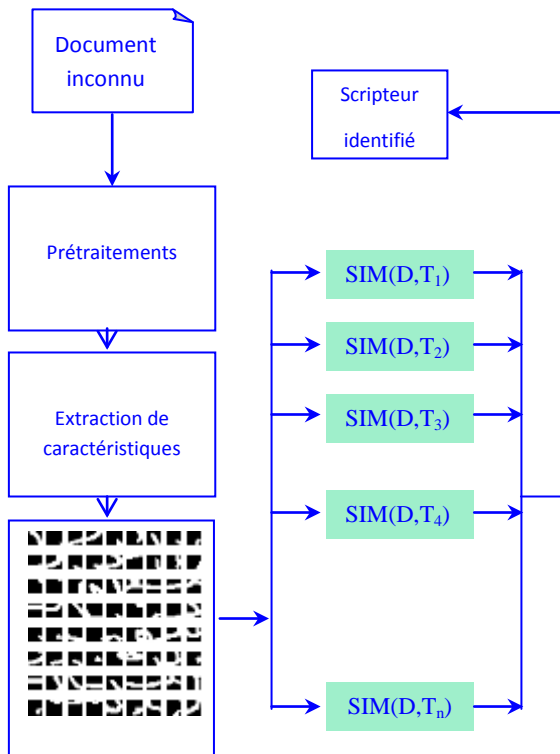 Document
inconnu
Scripteur
identifié
Prétraitements
Extraction de
caractéristiques
SIM(D,T₁)
SIM(D,T₂)
SIM(D,T₃)
SIM(D,T₄)
SIM(D,Tₙ)